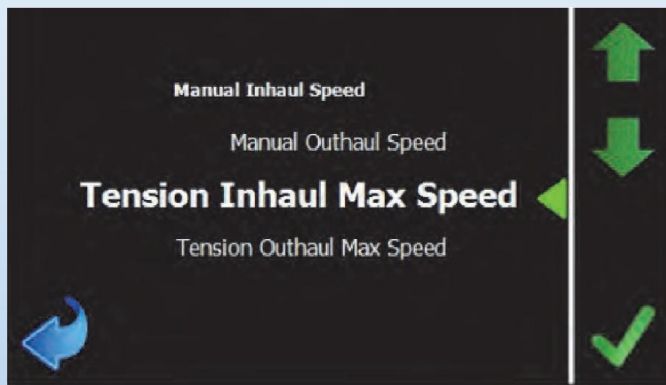 Manual Inhaul Speed
Manual Outhaul Speed
Tension Inhaul Max Speed
Tension Outhaul Max Speed